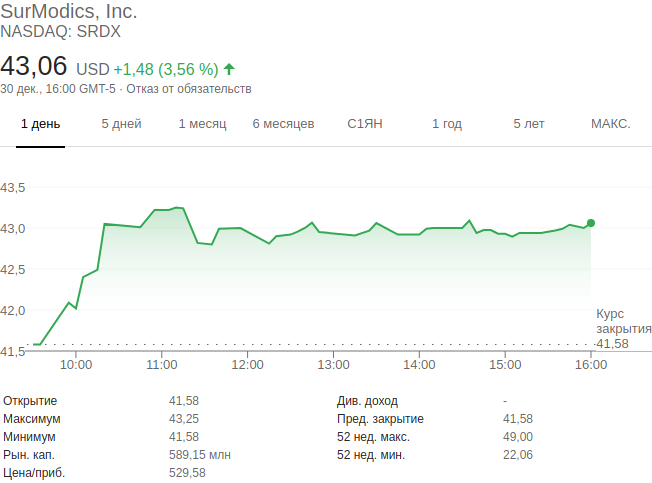 SurModics, Inc.
NASDAQ: SRDX
43,06 USD +1,48 (3,56 %)
30 дек., 16:00 GMT-5 · Отказ от обязательств
1 день 5 дней 1 месяц 6 месяцев С1ЯН 1 год 5 лет МАКС.
43,5
43,0
42,5
42,0
Курс
закрытия
41,58
41,5
10:00 11:00 12:00 13:00 14:00 15:00 16:00
Открытие 41,58 Див. доход -
Максимум 43,25 Пред. закрытие 41,58
Минимум 41,58 52 нед. макс. 49,00
Рын. кап. 589,15 млн 52 нед. мин. 22,06
Цена/приб. 529,58